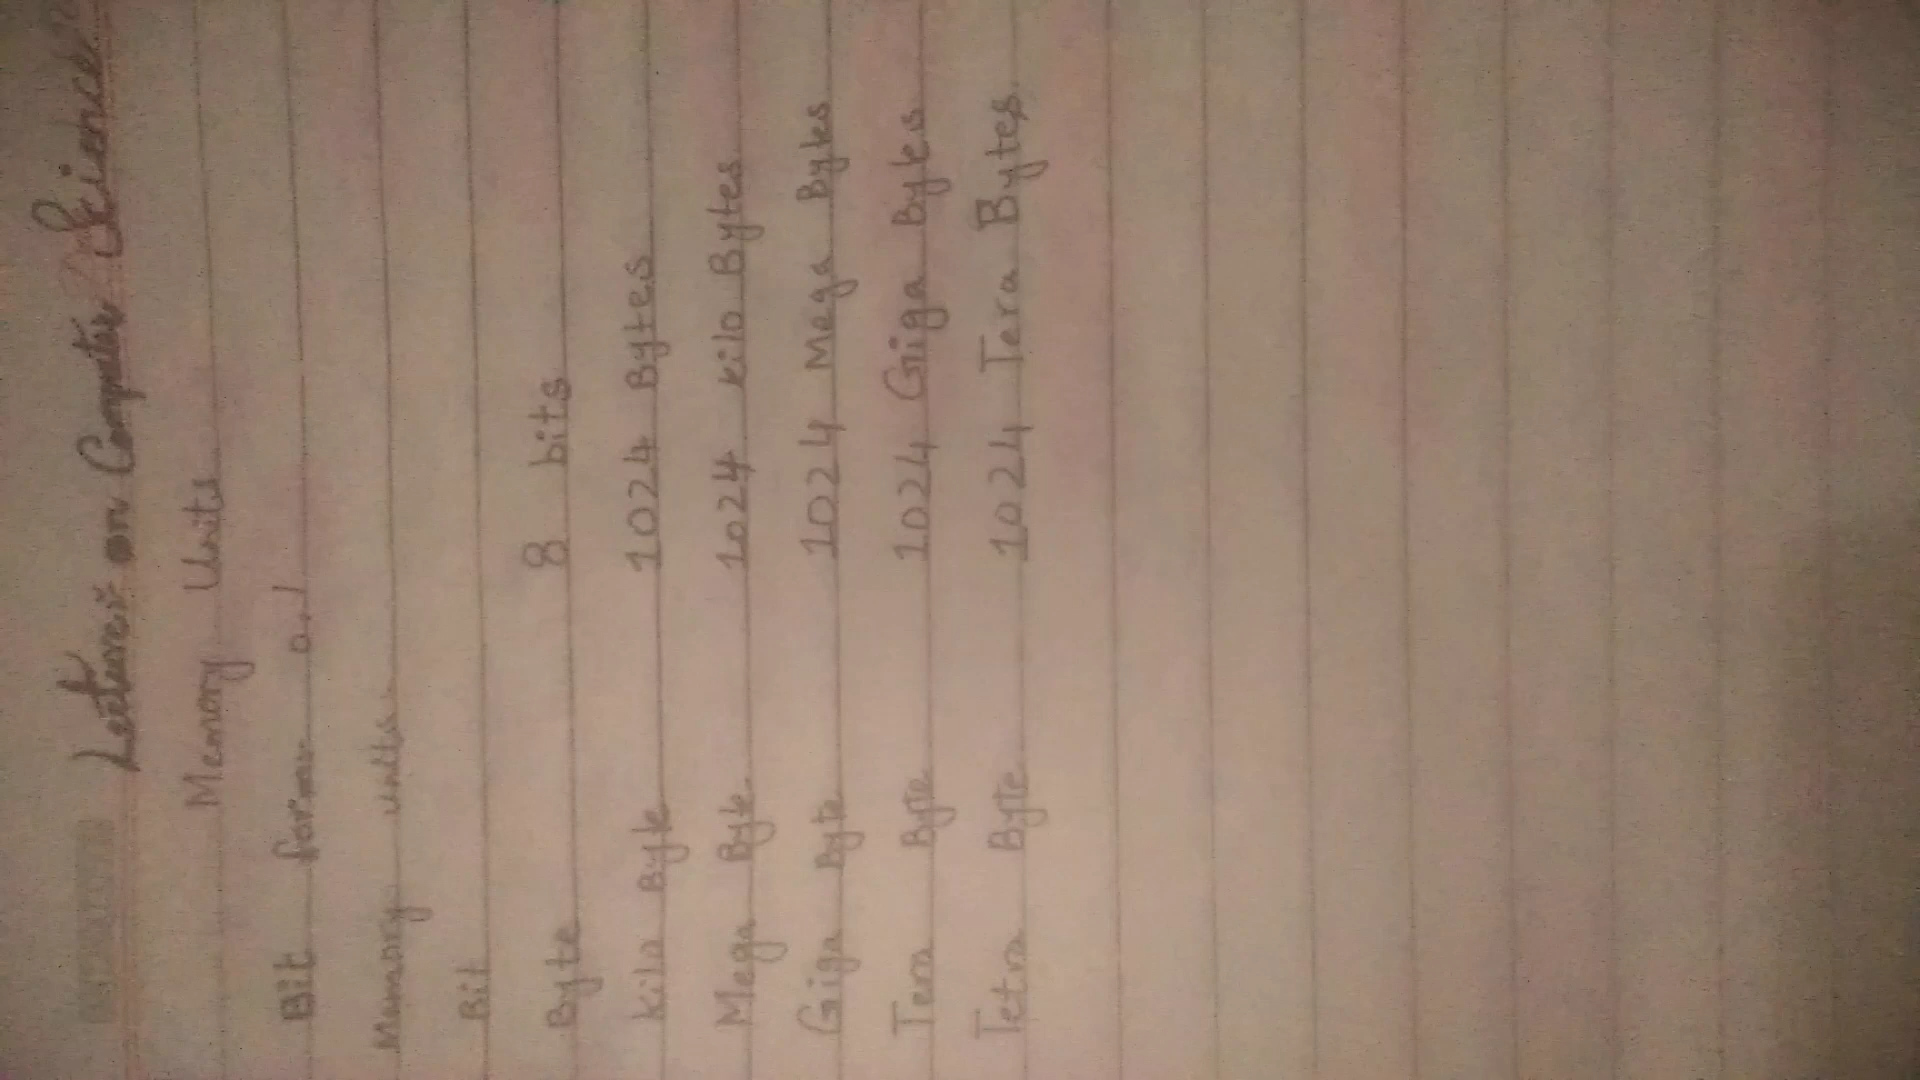 Lectures on Computer Science
Memory Units
Bit form 0,1
Memory units
Bit
Byte 8 bits
Kilo Byte 1024 Bytes
Mega Byte 1024 kilo Bytes
Giga Byte 1024 Mega Bytes
Tera Byte 1024 Giga Bytes
Tetra Byte 1024 Tera Bytes